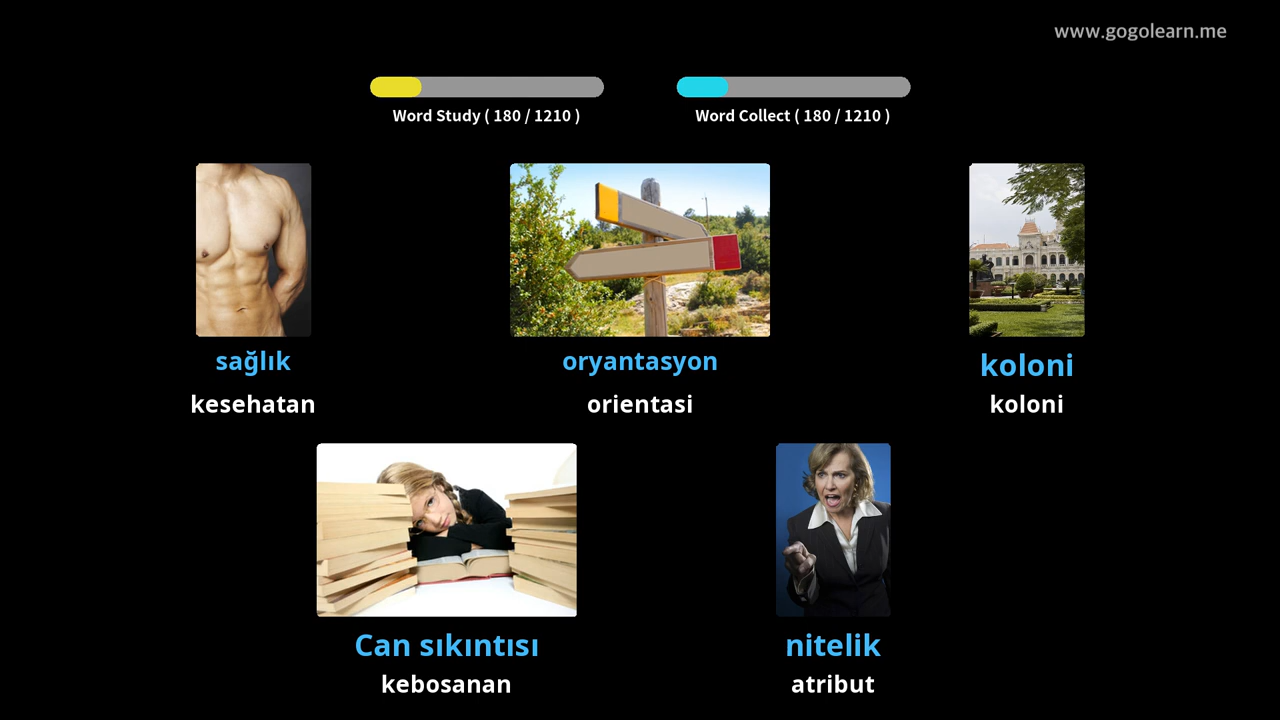 www.gogolearn.me
Word Study ( 180 / 1210 )
Word Collect ( 180 / 1210 )
sağlık
kesehatan
oryantasyon
orientasi
koloni
koloni
Can sıkıntısı
kebosanan
nitelik
atribut